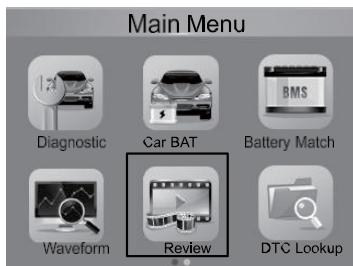 Main Menu
BMS
Diagnostic
Car BAT
Battery Match
Waveform
Review
DTC Lookup